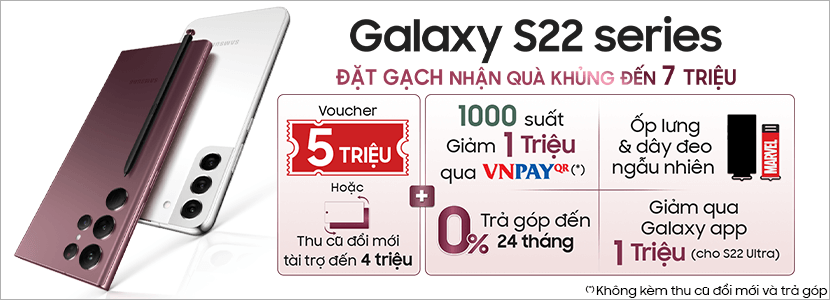 Galaxy S22 series
ĐẶT GẠCH NHẬN QUÀ KHỦNG ĐẾN 7 TRIỆU
Voucher
5 TRIỆU
Hoặc
Thu cũ đổi mới
tài trợ đến 4 triệu
+
1000 suất
Giảm 1 Triệu
qua VNPAYQR (*)
Ốp lưng
& dây đeo
ngẫu nhiên
MARVEL
0% Trả góp đến
24 tháng
Giảm qua
Galaxy app
1 Triệu (cho S22 Ultra)
(*) Không kèm thu cũ đổi mới và trả góp